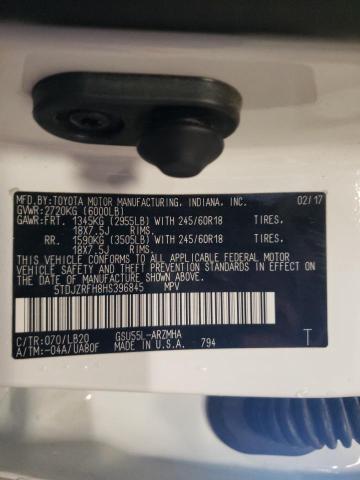 MFD.BY:TOYOTA MOTOR MANUFACTURING, INDIANA, INC. 02/17
GVWR:2720KG (6000LB)
GAWR:FRT. 1345KG (2955LB) WITH 245/60R18 TIRES,
18X7.5J RIMS.
RR. 1590KG (3505LB) WITH 245/60R18 TIRES,
18X7.5J RIMS.
THIS VEHICLE CONFORMS TO ALL APPLICABLE FEDERAL MOTOR
VEHICLE SAFETY AND THEFT PREVENTION STANDARDS IN EFFECT
ON THE DATE OF MANUFACTURE SHOWN ABOVE.
5TDJZRFH8HS396845 MPV
C/TR:070/LB20 GSU55L-ARZMHA
A/TM:-04A/UA80F MADE IN U.S.A. 794
T